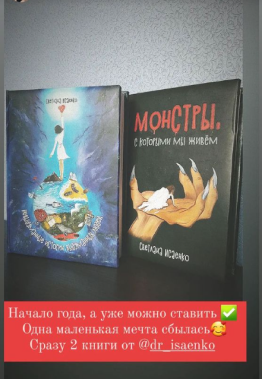 СВЕТЛАНА ИСАЕНКО
МОНСТРЫ,
с которыми мы живём
СВЕТЛАНА ИСАЕНКО
Начало года, а уже можно ставить ✅
Одна маленькая мечта сбылась🥰
Сразу 2 книги от @dr_isaenko